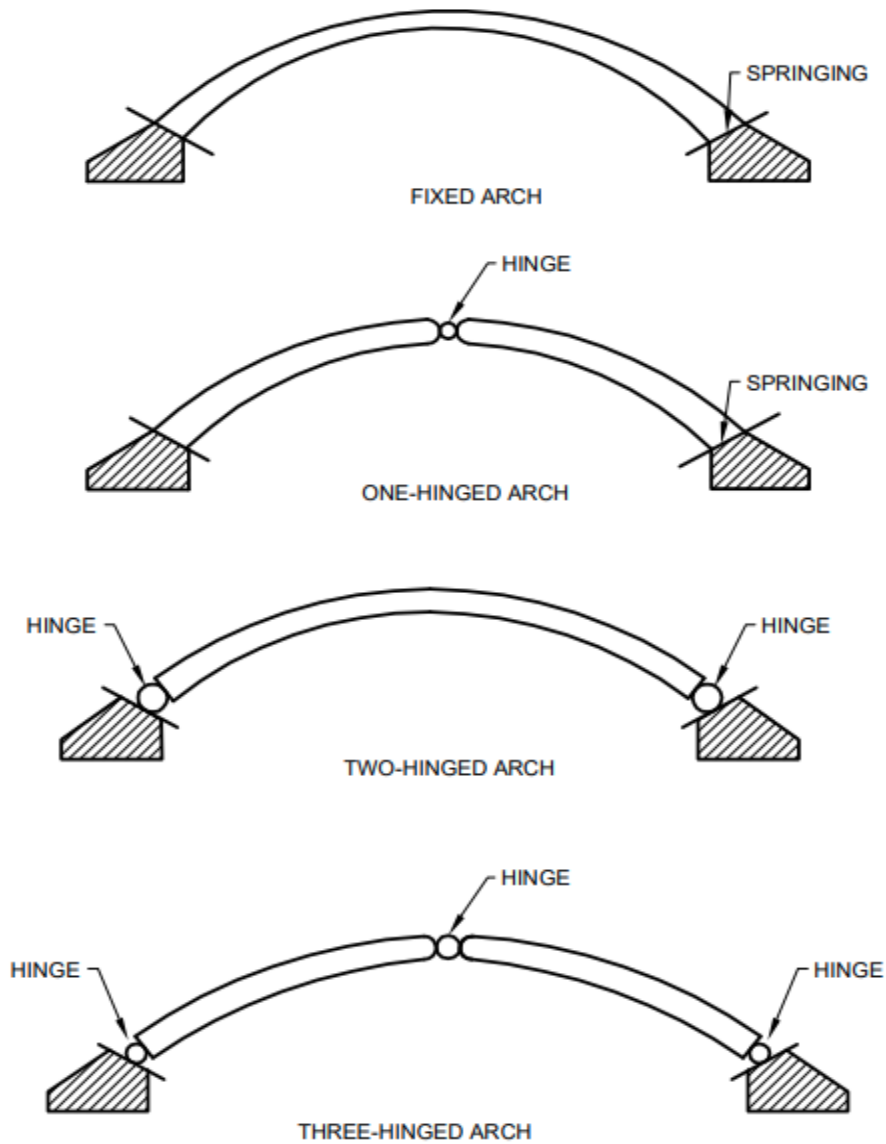 SPRINGING
FIXED ARCH
HINGE
SPRINGING
ONE-HINGED ARCH
HINGE
HINGE
TWO-HINGED ARCH
HINGE
HINGE
HINGE
THREE-HINGED ARCH